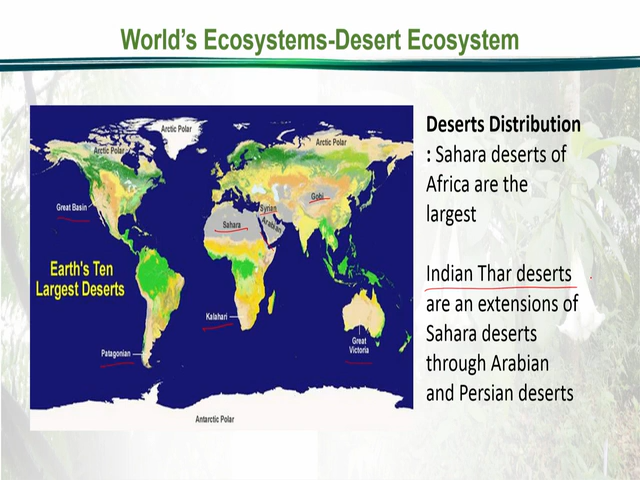 World's Ecosystems-Desert Ecosystem
Arctic Polar
Arctic Polar
Arctic Polar
Great Basin
Syrian
Gobi
Sahara
Arabian
Earth's Ten
Largest Deserts
Kalahari
Great
Victoria
Patagonian
Antarctic Polar
Deserts Distribution
: Sahara deserts of
Africa are the
largest
Indian Thar deserts
are an extensions of
Sahara deserts
through Arabian
and Persian deserts